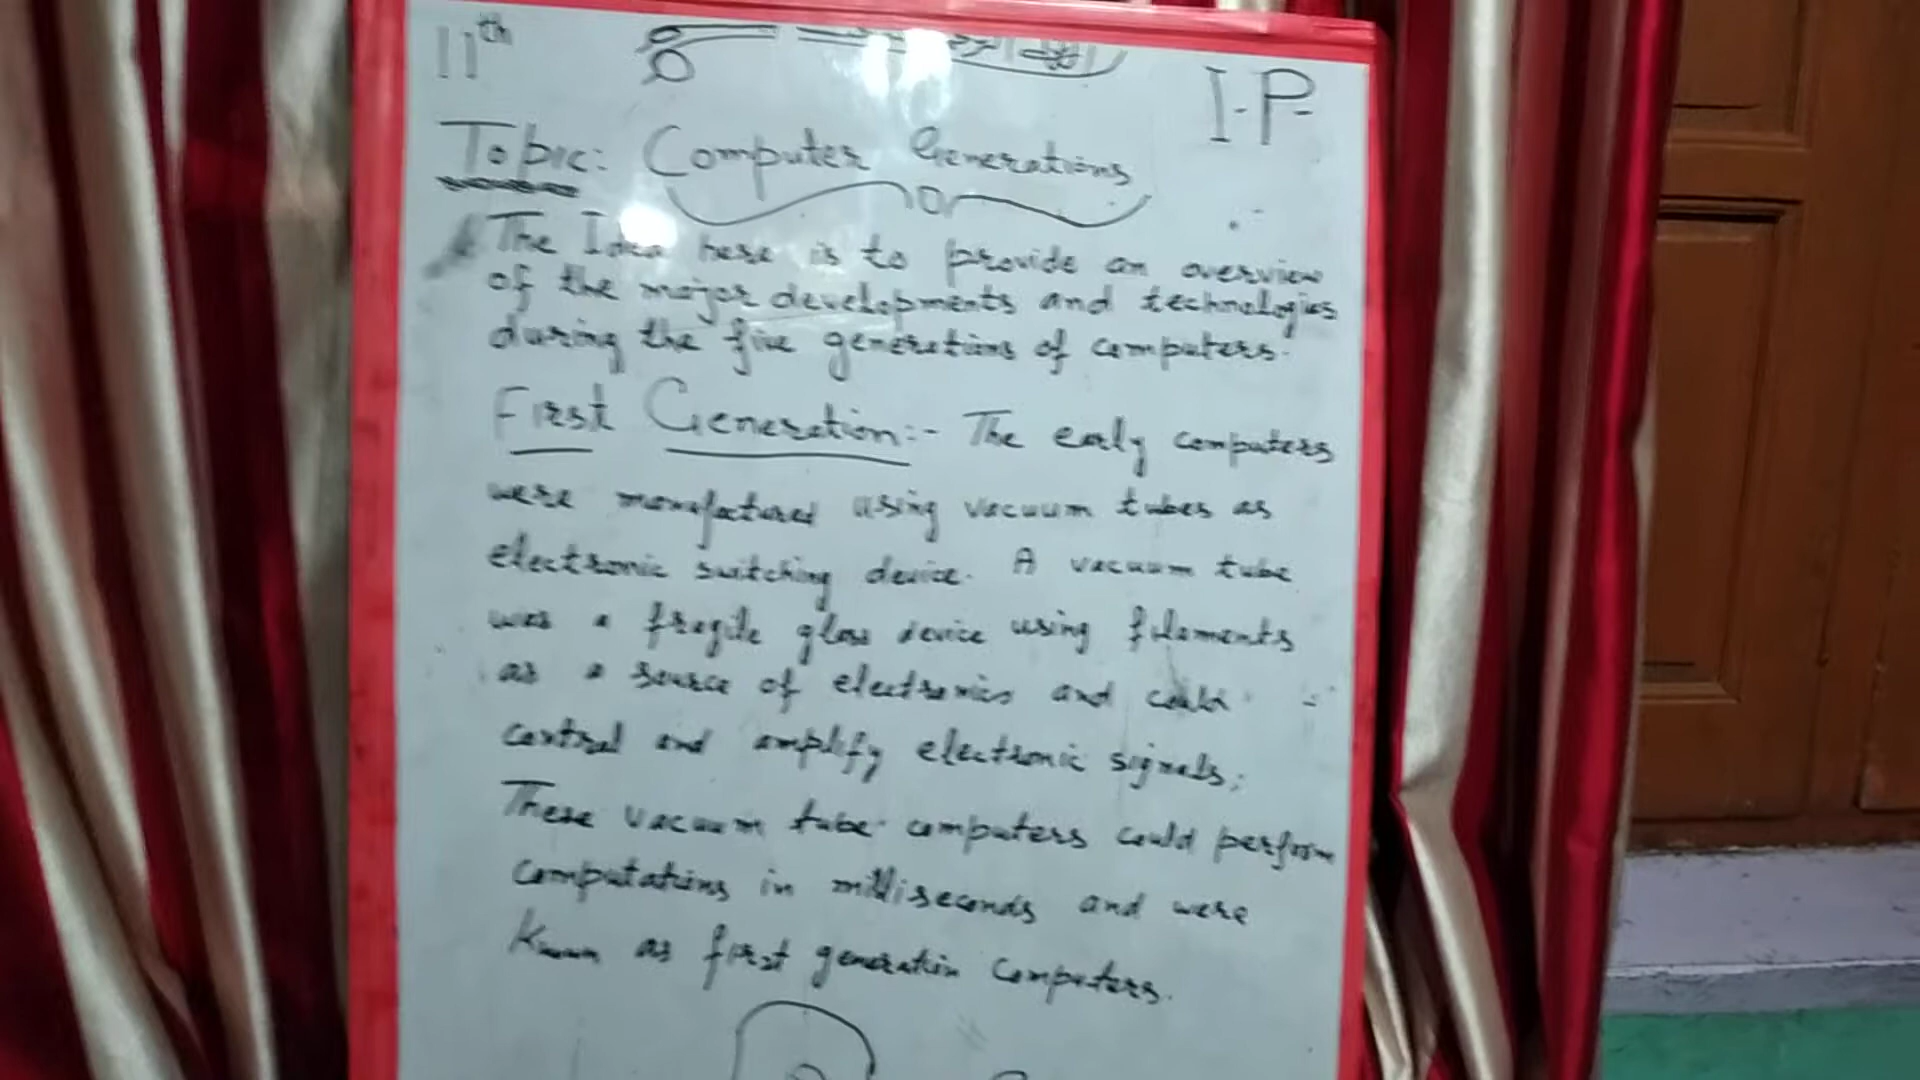 11th
I.P.
Topic: Computer Generations
The Idea here is to provide an overview
of the major developments and technologies
during the five generations of computers.
First Generation:- The early computers
were monufactured using vacuum tubes as
electronic switching device. A vacuum tube
was a fragile glass device using filaments
as a source of electronics and could
control and amplify electronic signals;
These vacuum tube computers could perform
computations in milliseconds and were
Known as first generation Computers.